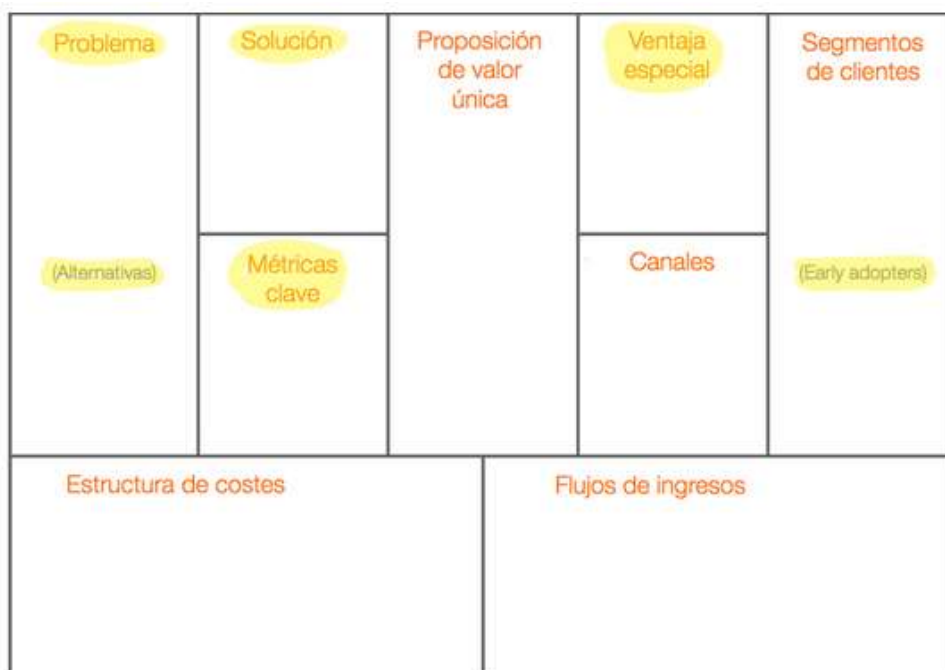 Problema
(Alternativas)
Solución
Métricas
clave
Proposición
de valor
única
Ventaja
especial
Canales
Segmentos
de clientes
(Early adopters)
Estructura de costes
Flujos de ingresos